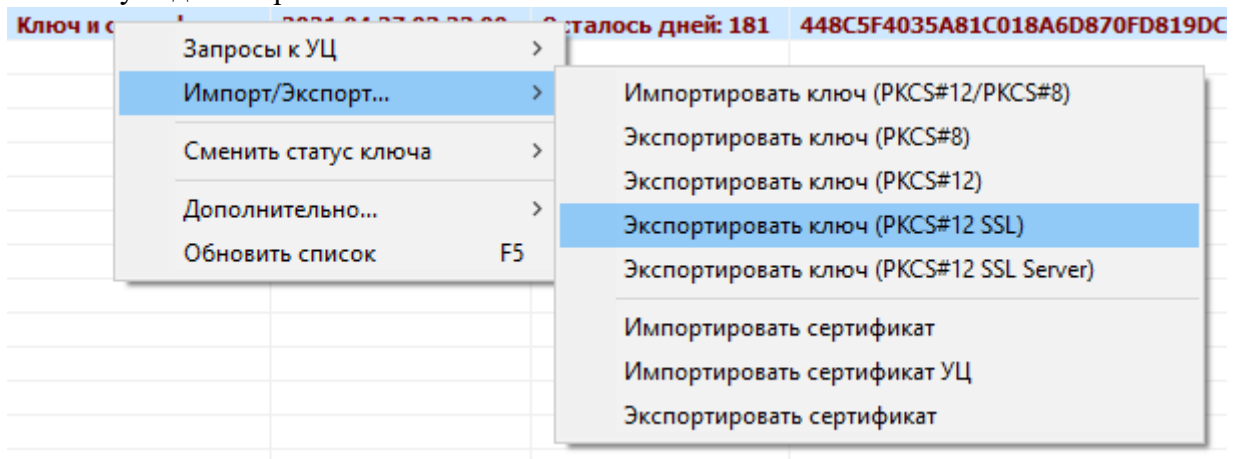 Ключ и с
сталось дней: 181 448C5F4035A81C018A6D870FD819DC
Запросы к УЦ
Импорт/Экспорт...
Сменить статус ключа
Дополнительно...
Обновить список F5
Импортировать ключ (PKCS#12/PKCS#8)
Экспортировать ключ (PKCS#8)
Экспортировать ключ (PKCS#12)
Экспортировать ключ (PKCS#12 SSL)
Экспортировать ключ (PKCS#12 SSL Server)
Импортировать сертификат
Импортировать сертификат УЦ
Экспортировать сертификат